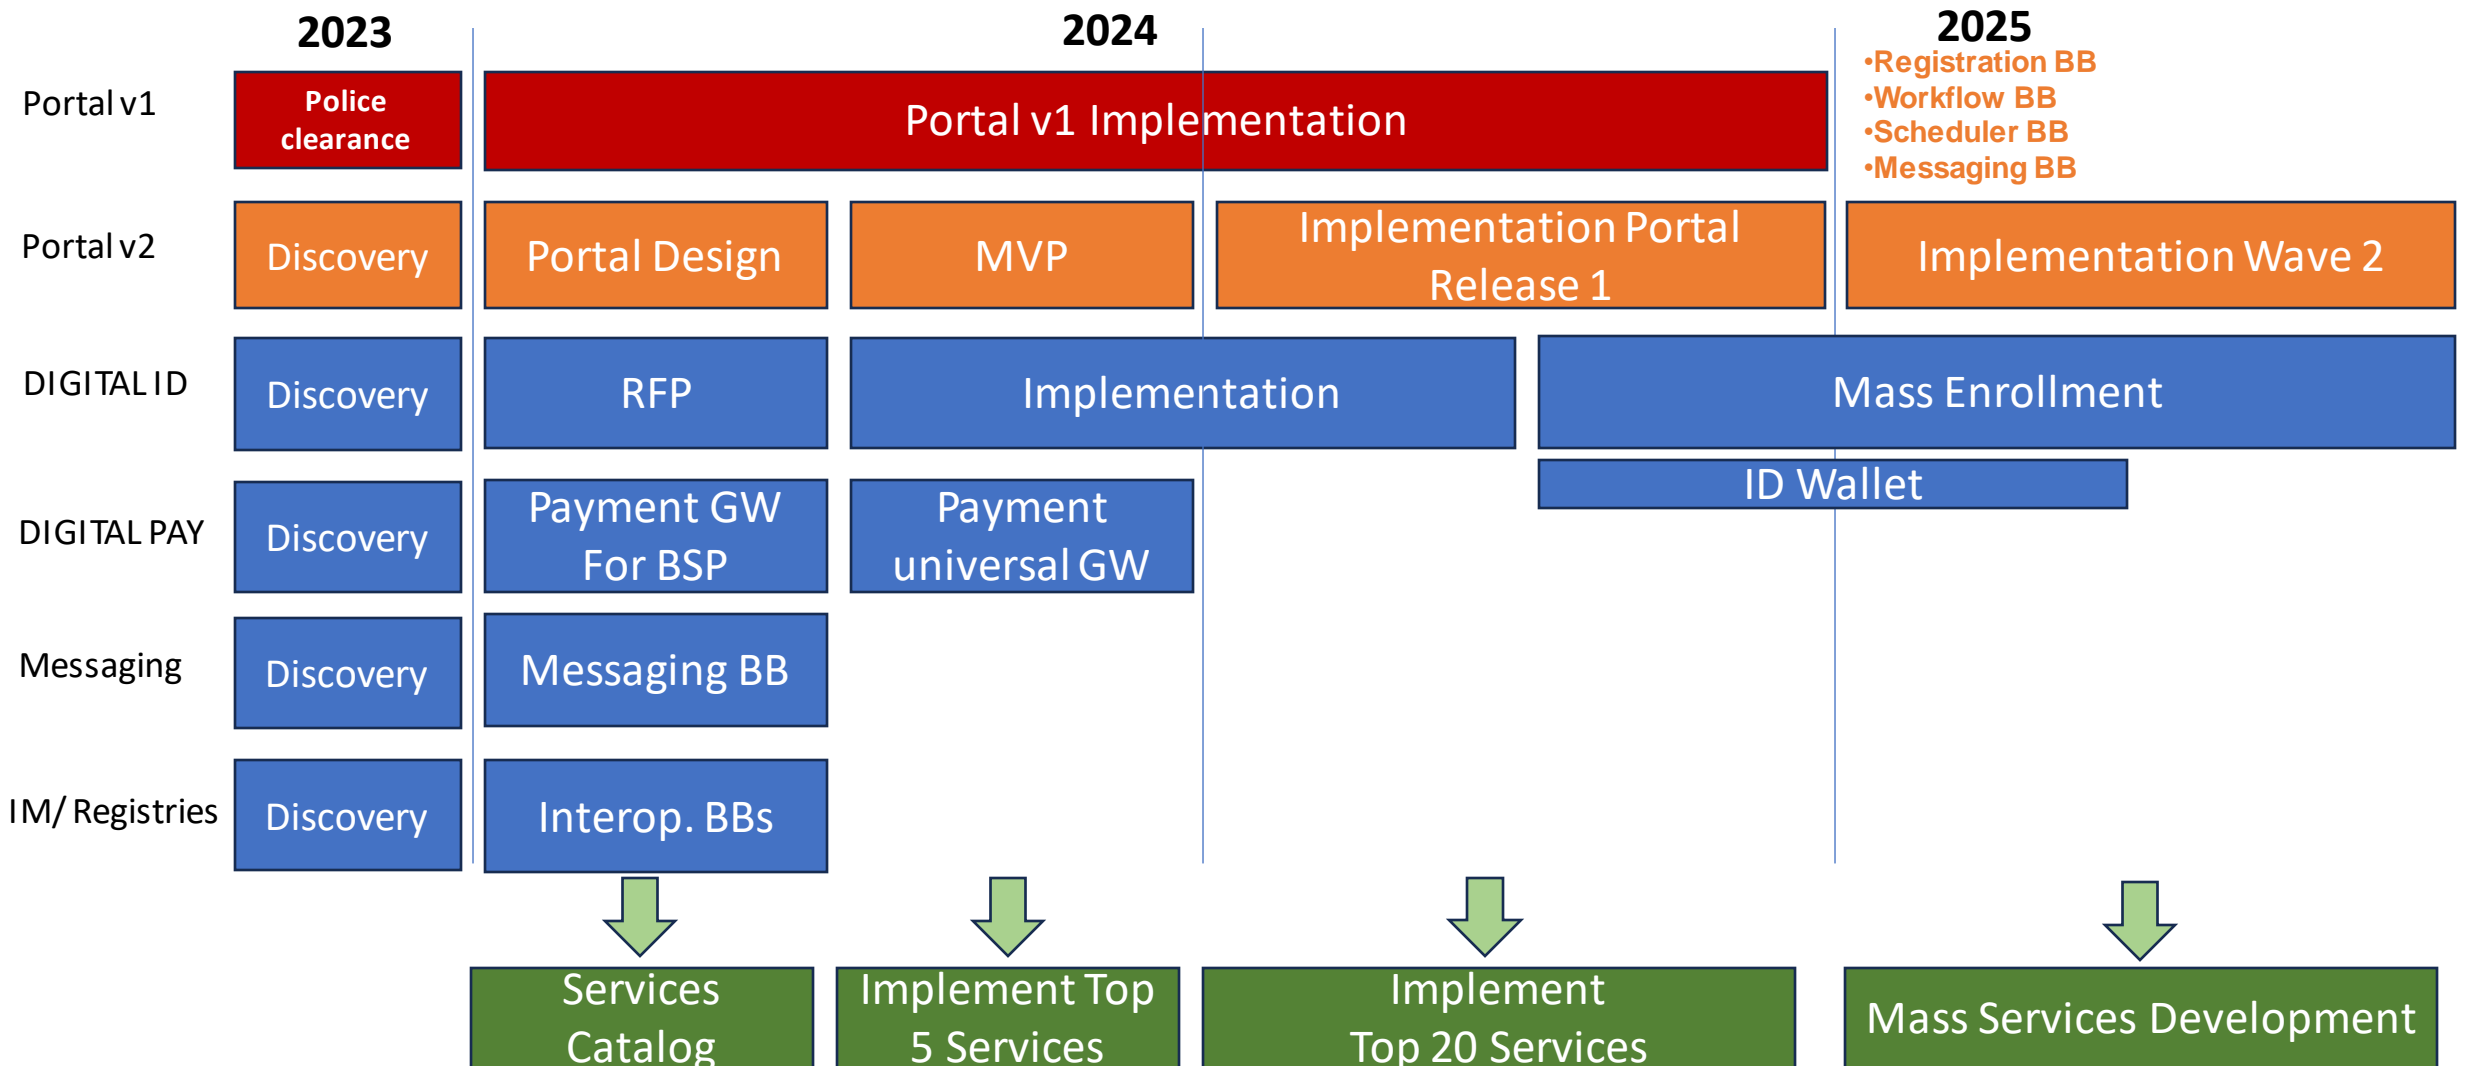 2023
2024
2025
Portal v1
Police
clearance
Portal v1 Implementation
•Registration BB
•Workflow BB
•Scheduler BB
•Messaging BB
Portal v2
Discovery
Portal Design
MVP
Implementation Portal
Release 1
Implementation Wave 2
DIGITAL ID
Discovery
RFP
Implementation
Mass Enrollment
ID Wallet
DIGITAL PAY
Discovery
Payment GW
For BSP
Payment
universal GW
Messaging
Discovery
Messaging BB
IM/ Registries
Discovery
Interop. BBs
Services
Catalog
Implement Top
5 Services
Implement
Top 20 Services
Mass Services Development